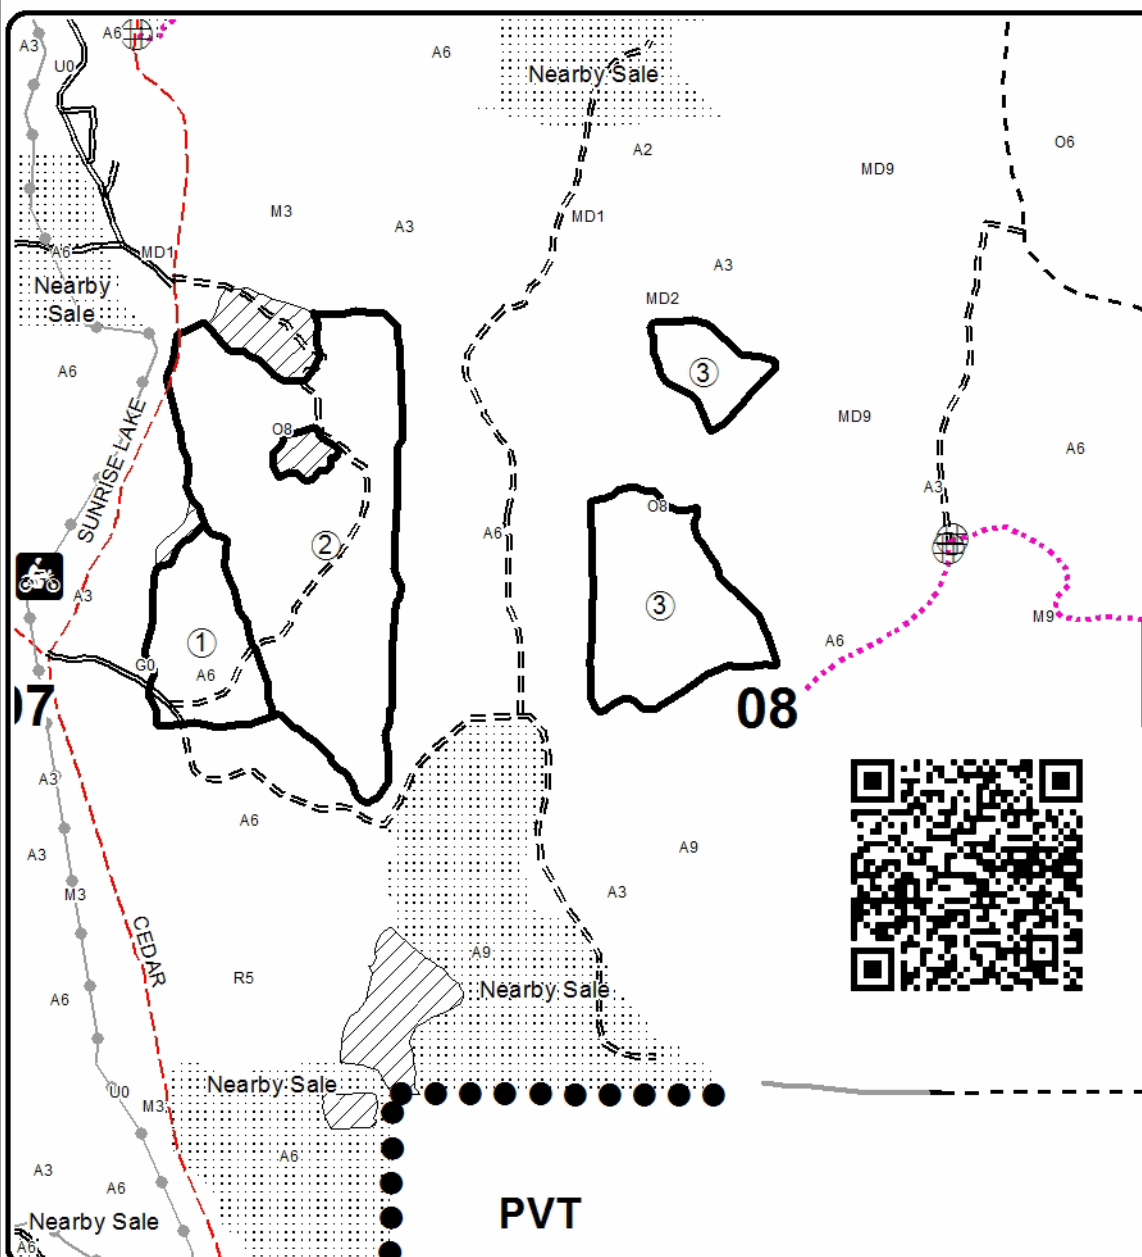 A6
A3
A6
Nearby Sale
U0
O6
A2
MD9
M3
MD1
A3
A6
MD1
A3
Nearby
Sale
MD2
A6
3
MD9
O8
SUNRISE LAKE
A6
A3
O8
A6
2
A3
3
M9
1
A6
G0
A6
07
08
A3
A6
A9
A3
A3
M3
CEDAR
A9
R5
Nearby Sale
A6
Nearby Sale
U0
M3
A6
A3
A6
PVT
Nearby Sale
A6